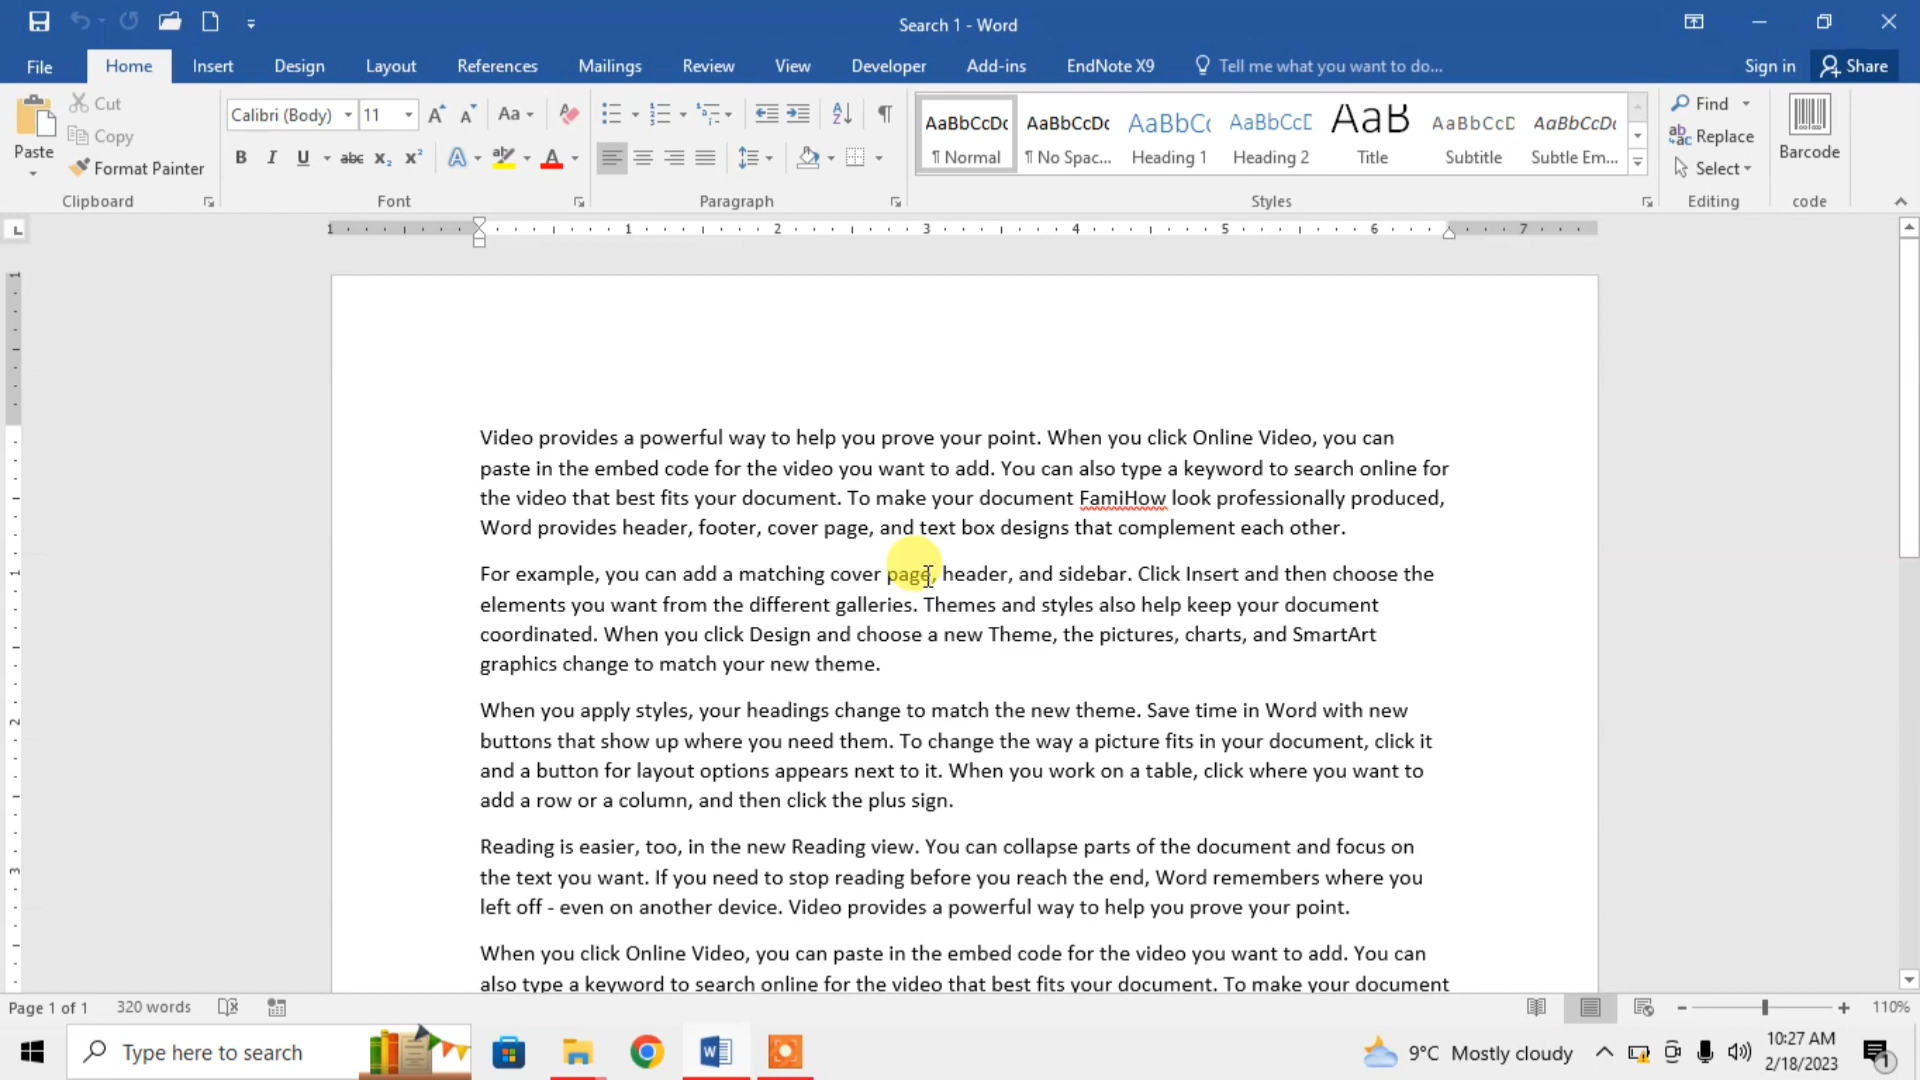 Search 1 - Word
File Home Insert Design Layout References Mailings Review View Developer Add-ins EndNote X9 Tell me what you want to do... Sign in Share
Paste
Cut
Copy
Format Painter
Clipboard
Calibri (Body) 11
Font
Paragraph
AaBbCcDc AaBbCcDc AaBbCc AaBbCcD AaB AaBbCcD AaBbCcDc
¶ Normal ¶ No Spac... Heading 1 Heading 2 Title Subtitle Subtle Em...
Styles
Find
Replace
Select
Editing
Barcode
code
1 1 2 3 4 5 6 7
Video provides a powerful way to help you prove your point. When you click Online Video, you can
paste in the embed code for the video you want to add. You can also type a keyword to search online for
the video that best fits your document. To make your document FamiHow look professionally produced,
Word provides header, footer, cover page, and text box designs that complement each other.
For example, you can add a matching cover page, header, and sidebar. Click Insert and then choose the
elements you want from the different galleries. Themes and styles also help keep your document
coordinated. When you click Design and choose a new Theme, the pictures, charts, and SmartArt
graphics change to match your new theme.
When you apply styles, your headings change to match the new theme. Save time in Word with new
buttons that show up where you need them. To change the way a picture fits in your document, click it
and a button for layout options appears next to it. When you work on a table, click where you want to
add a row or a column, and then click the plus sign.
Reading is easier, too, in the new Reading view. You can collapse parts of the document and focus on
the text you want. If you need to stop reading before you reach the end, Word remembers where you
left off - even on another device. Video provides a powerful way to help you prove your point.
When you click Online Video, you can paste in the embed code for the video you want to add. You can
also type a keyword to search online for the video that best fits your document. To make your document
Page 1 of 1 320 words 110%
Type here to search
9°C Mostly cloudy
10:27 AM
2/18/2023
1